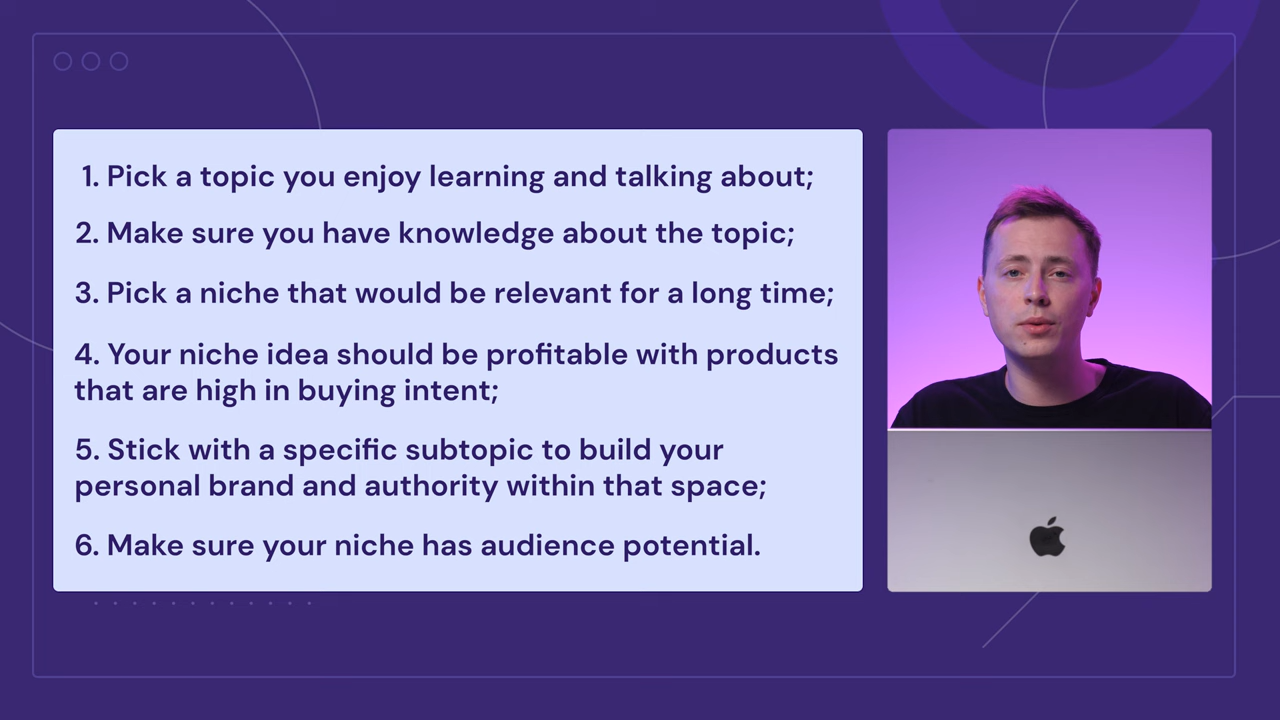 1. Pick a topic you enjoy learning and talking about;
2. Make sure you have knowledge about the topic;
3. Pick a niche that would be relevant for a long time;
4. Your niche idea should be profitable with products
that are high in buying intent;
5. Stick with a specific subtopic to build your
personal brand and authority within that space;
6. Make sure your niche has audience potential.